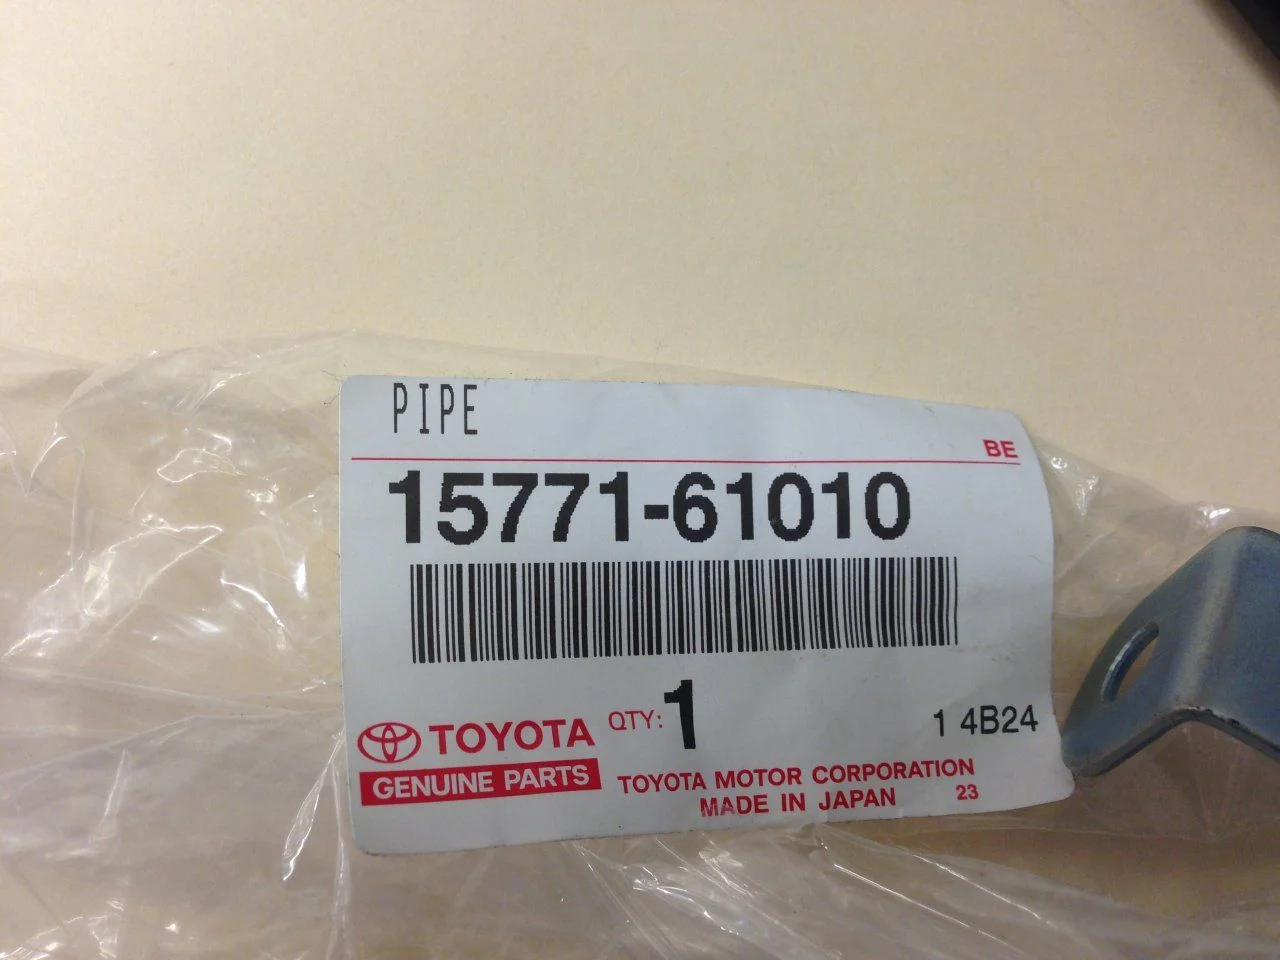 PIPE
BE
15771-61010
TOYOTA
GENUINE PARTS
QTY: 1
1 4B24
TOYOTA MOTOR CORPORATION
MADE IN JAPAN 23